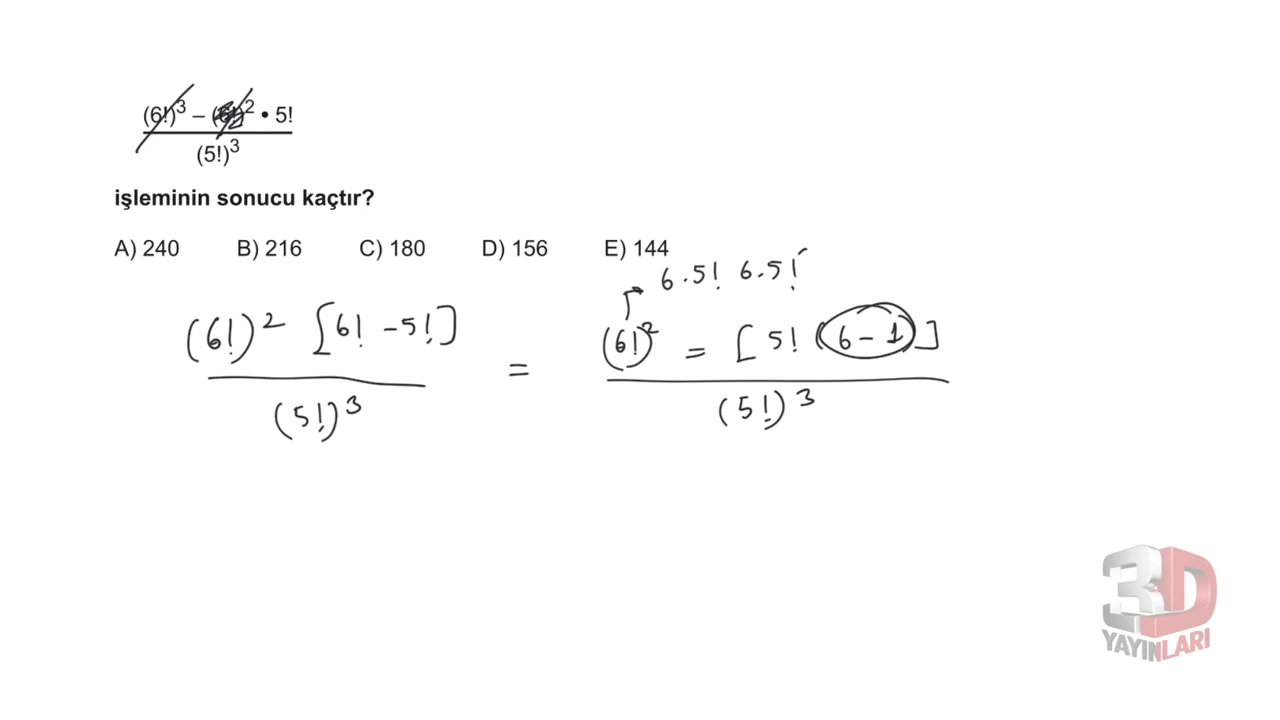 (6!)³ – (6!)² • 5!
(5!)³
işleminin sonucu kaçtır?
A) 240 B) 216 C) 180 D) 156 E) 144
6.5! 6.5!
(6!)² [6! - 5!] = (6!)² = [5! (6 - 1)]
(5!)³ (5!)³
3D
YAYINLARI